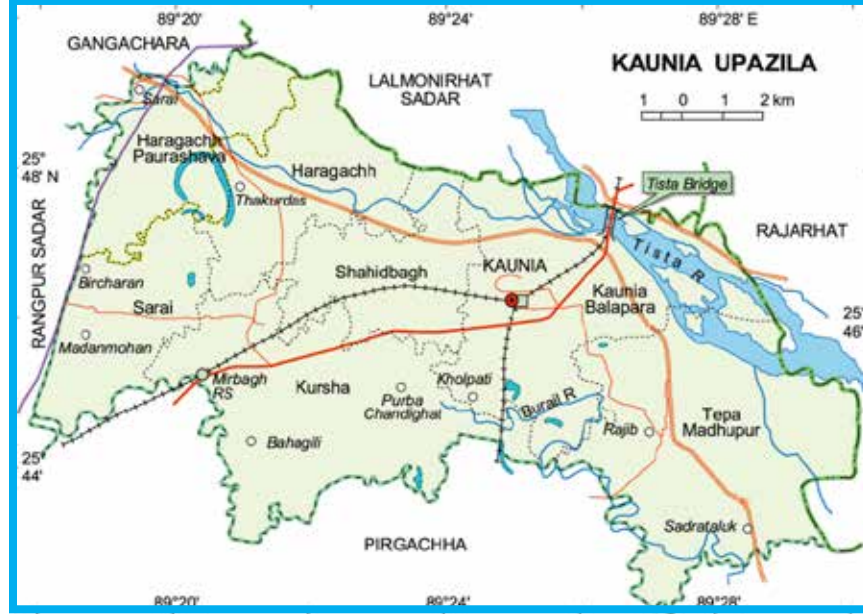 89°20'
89°24'
89°28' E
GANGACHARA
LALMONIRHAT
SADAR
KAUNIA UPAZILA
1 0 1 2 km
Sarai
Haragachh
Paurashava
25°
48' N
Haragachh
25°
48'
Thakurdas
Tista Bridge
RAJARHAT
RANGPUR SADAR
Bircharan
Shahidbagh
KAUNIA
Tista R
Sarai
Kaunia
Balapara
25°
46'
Madanmohan
Mirbagh
RS
Kursha
Purba
Chandighat
Kholpati
Burail R
Tepa
Madhupur
Bahagili
Rajib
25°
44'
Sadrataluk
PIRGACHHA
89°20'
89°24'
89°28'